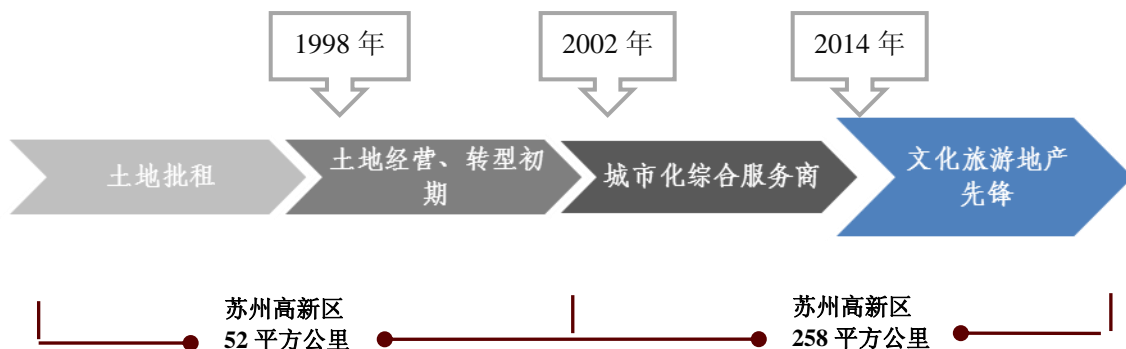 1998 年
2002 年
2014 年
土地批租
土地经营、转型初
期
城市化综合服务商
文化旅游地产
先锋
苏州高新区
52 平方公里
苏州高新区
258 平方公里